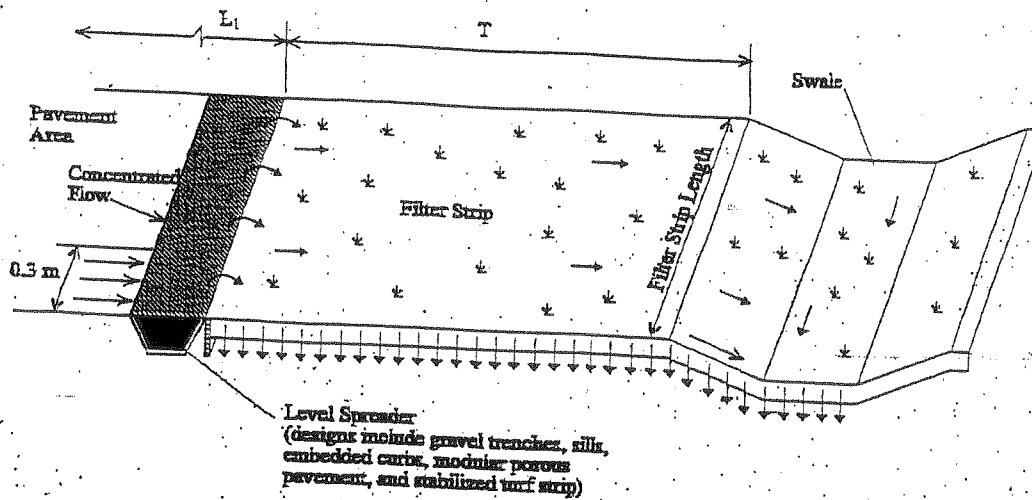 L1
T
Swale
Pavement
Area
Concentrated
Flow
Filter Strip
Filter Strip Length
0.3 m
Level Spreader
(designs include gravel trenches, sills,
embedded curbs, modular porous
pavement, and stabilized turf strip)